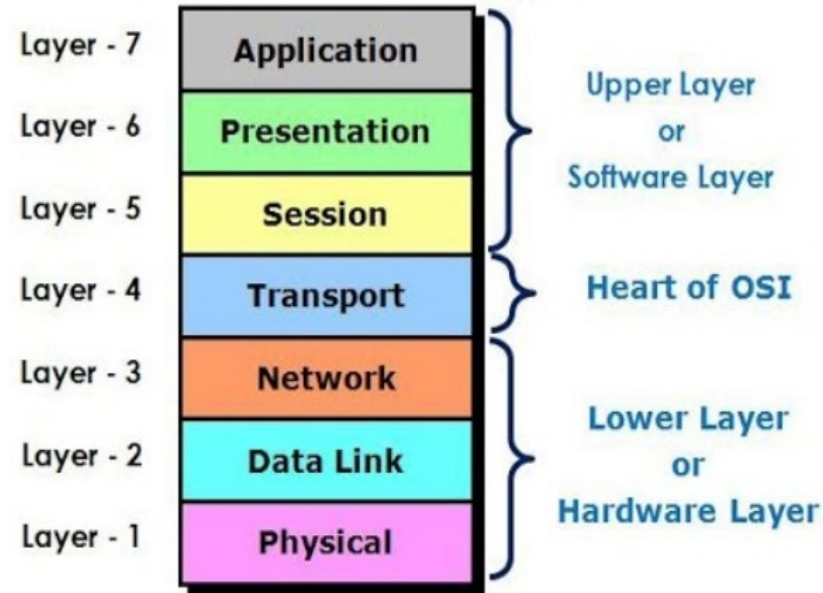 Layer - 7 Application
Layer - 6 Presentation
Layer - 5 Session
Upper Layer
or
Software Layer
Layer - 4 Transport
Heart of OSI
Layer - 3 Network
Layer - 2 Data Link
Layer - 1 Physical
Lower Layer
or
Hardware Layer